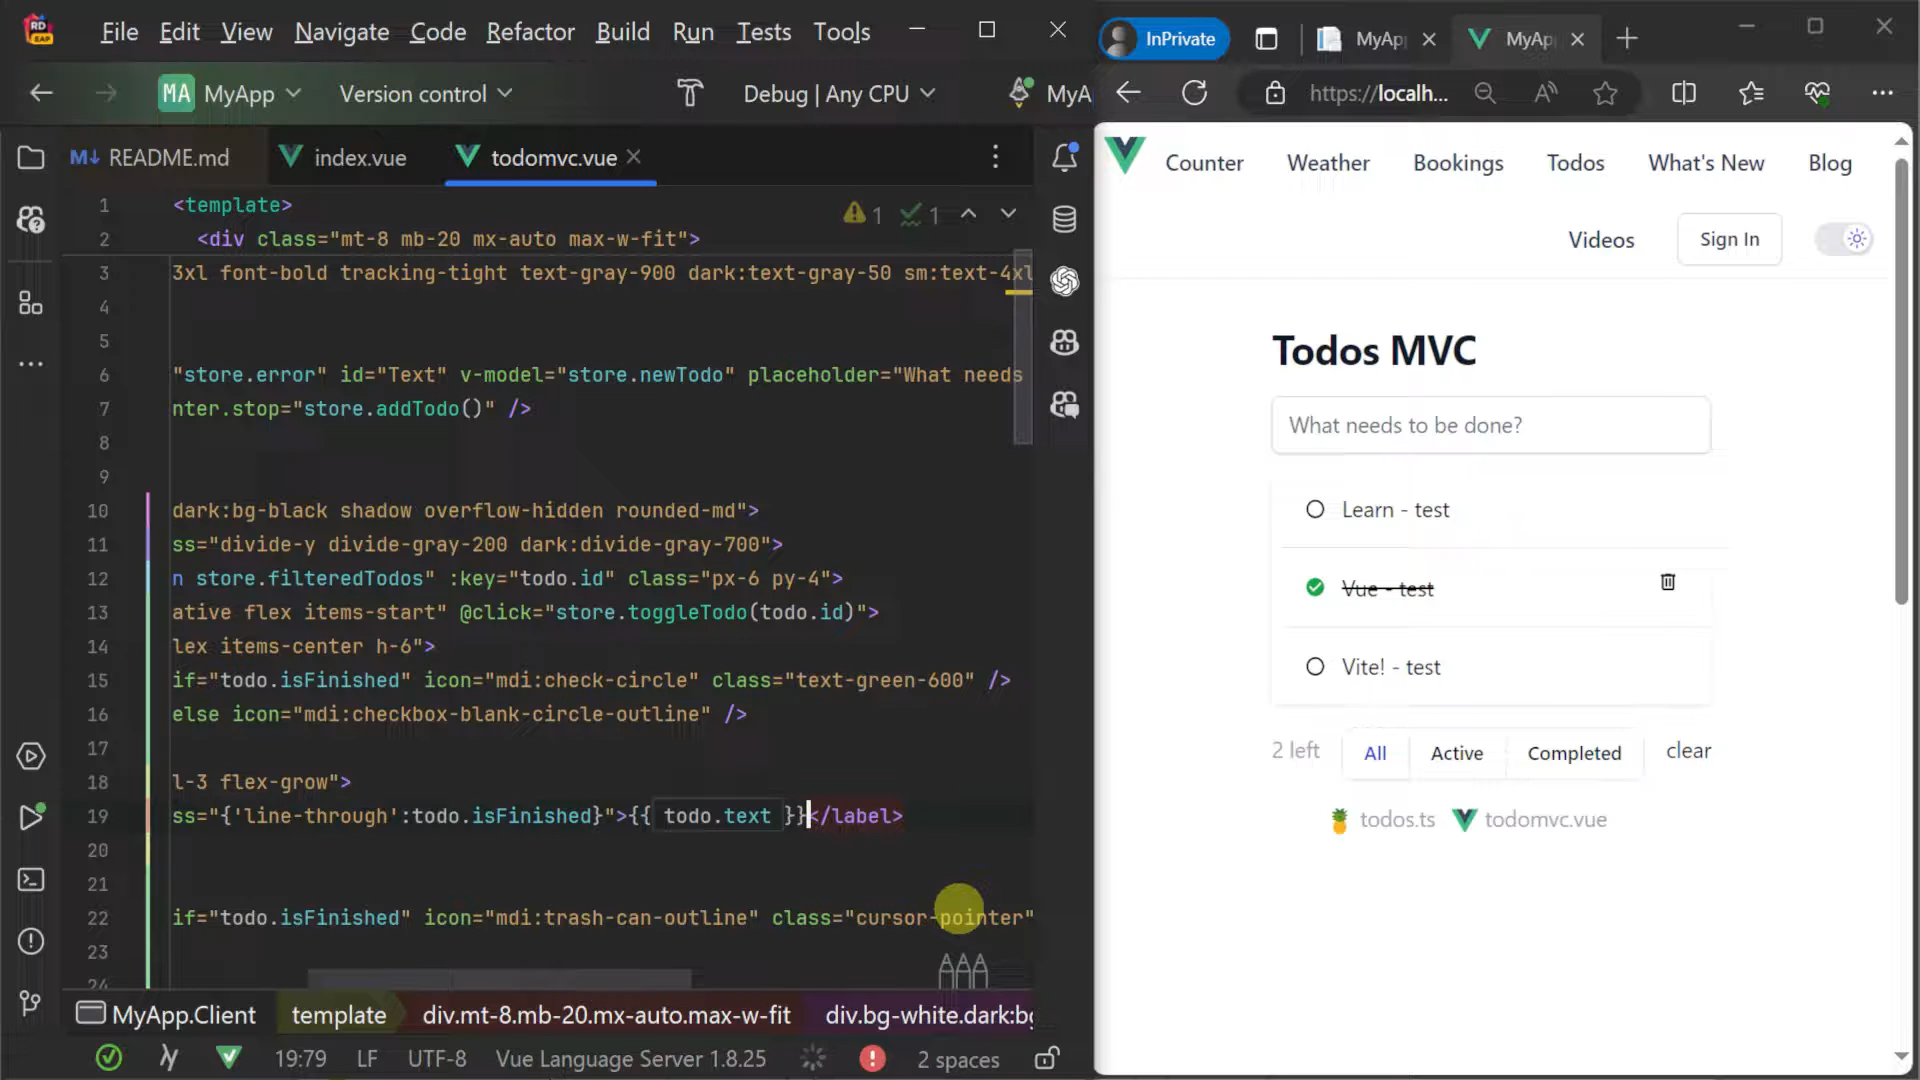 File Edit View Navigate Code Refactor Build Run Tests Tools
MA MyApp Version control Debug | Any CPU MyA
README.md index.vue todomvc.vue
1 1
1 <template>
2 <div class="mt-8 mb-20 mx-auto max-w-fit">
3 3xl font-bold tracking-tight text-gray-900 dark:text-gray-50 sm:text-4xl
4
5
6 "store.error" id="Text" v-model="store.newTodo" placeholder="What needs
7 nter.stop="store.addTodo()" />
8
9
10 dark:bg-black shadow overflow-hidden rounded-md">
11 ss="divide-y divide-gray-200 dark:divide-gray-700">
12 n store.filteredTodos" :key="todo.id" class="px-6 py-4">
13 ative flex items-start" @click="store.toggleTodo(todo.id)">
14 lex items-center h-6">
15 if="todo.isFinished" icon="mdi:check-circle" class="text-green-600" />
16 else icon="mdi:checkbox-blank-circle-outline" />
17
18 l-3 flex-grow">
19 ss="{'line-through':todo.isFinished}">{{ todo.text }}</label>
20
21
22 if="todo.isFinished" icon="mdi:trash-can-outline" class="cursor-pointer"
23
24
MyApp.Client template div.mt-8.mb-20.mx-auto.max-w-fit div.bg-white.dark:bg
19:79 LF UTF-8 Vue Language Server 1.8.25 2 spaces
InPrivate MyApp MyApp
https://localh...
Counter Weather Bookings Todos What's New Blog
Videos Sign In
Todos MVC
What needs to be done?
Learn - test
Vue - test
Vite! - test
2 left All Active Completed clear
todos.ts todomvc.vue